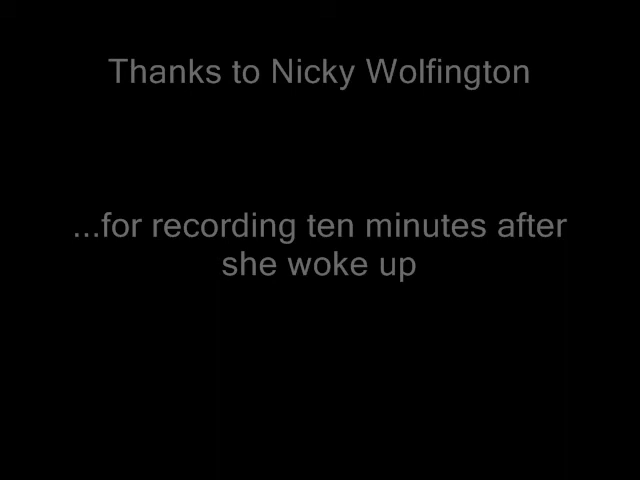 Thanks to Nicky Wolfington
...for recording ten minutes after
she woke up